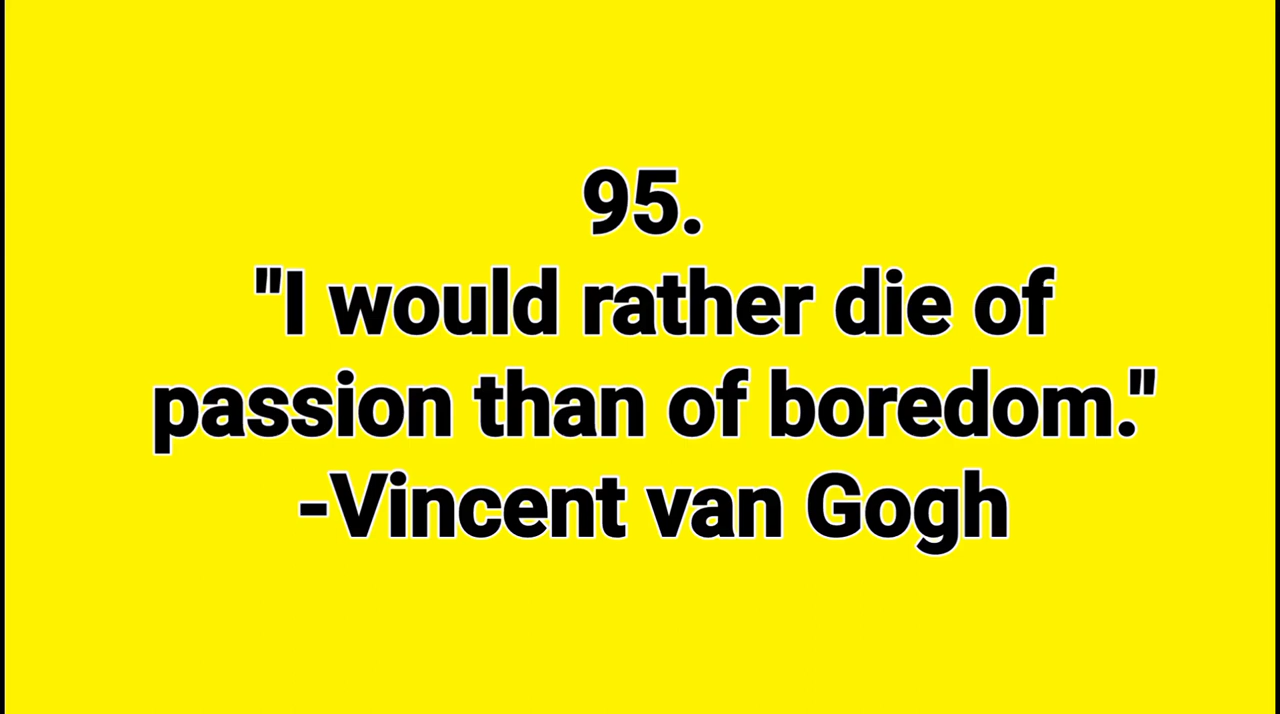 95.
"I would rather die of
passion than of boredom."
-Vincent van Gogh